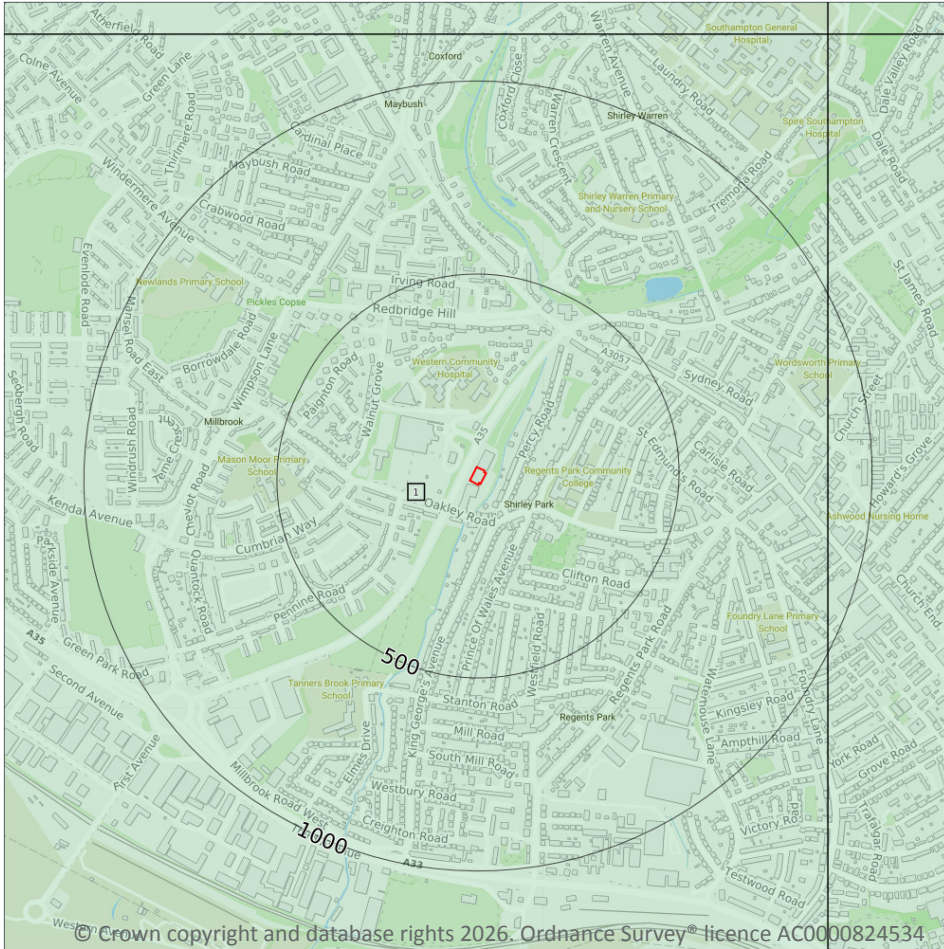 Atherfield Road
Colne Avenue
Green Lane
Thirlmere Road
Coxford
Coxford Close
Warren Avenue
Southampton General
Hospital
Laundry Road
Dale Valley Road
Maybush
Cardinal Place
Warren Crescent
Shirley Warren
Spire Southampton
Hospital
Dale Road
Windermere Avenue
Maybush Road
Crabwood Road
Shirley Warren Primary
and Nursery School
Tremona Road
Evenlode Road
Newlands Primary School
Pickles Copse
Irving Road
Redbridge Hill
St James Road
Mansel Road East
Borrowdale Road
Wimpson Lane
Paignton Road
Walnut Grove
Western Community
Hospital
A3057
Sydney Road
Wordsworth Primary
School
Sedbergh Road
Windrush Road
Millbrook
A35
Percy Road
St Edmunds Road
Church Street
Mason Moor Primary
School
Regents Park Community
College
Carlisle Road
Howard's Grove
1
Oakley Road
Shirley Park
Kendal Avenue
Cheviot Road
Cumbrian Way
Ashwood Nursing Home
Parkside Avenue
Quantock Road
Pennine Road
Prince Of Wales Avenue
Clifton Road
Church End
A35
Green Park Road
500
Westfield Road
Regents Park Road
Foundry Lane Primary
School
Second Avenue
Tanners Brook Primary
School
King George's Avenue
Stanton Road
Regents Park
Waterhouse Lane
Kingsley Road
Foundry Lane
First Avenue
Elmes Drive
Mill Road
South Mill Road
Ampthill Road
York Road
Grove Road
Millbrook Road West
Westbury Road
Creighton Road
Victory Road
Trafalgar Road
1000
A33
Testwood Road
Western Avenue
© Crown copyright and database rights 2026. Ordnance Survey® licence AC0000824534